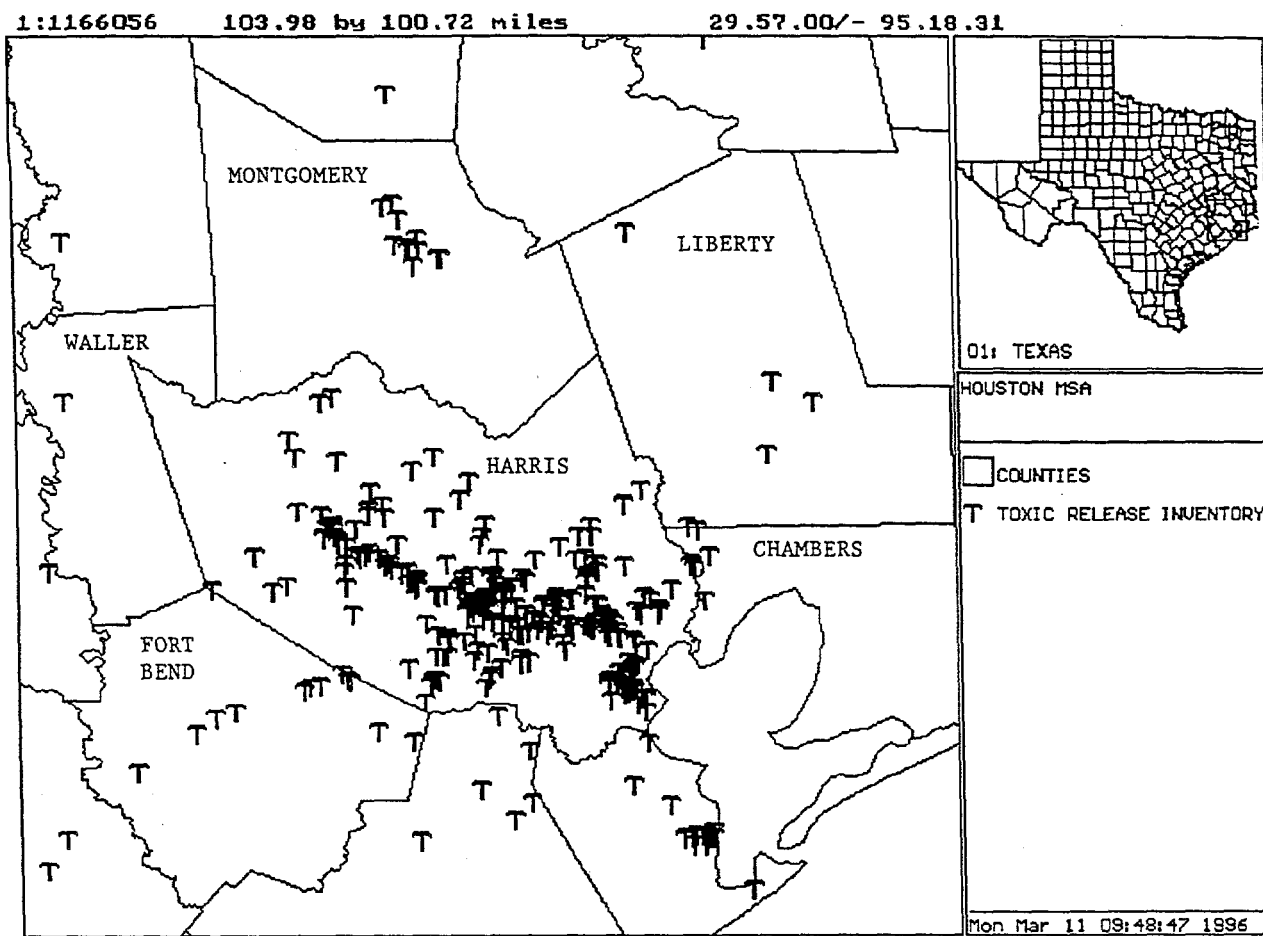 1:1166056 103.98 by 100.72 miles 29.57.00/- 95.18.31
MONTGOMERY
LIBERTY
WALLER
HARRIS
CHAMBERS
FORT
BEND
01: TEXAS
HOUSTON MSA
COUNTIES
T TOXIC RELEASE INVENTORY
Mon Mar 11 09:48:47 1996